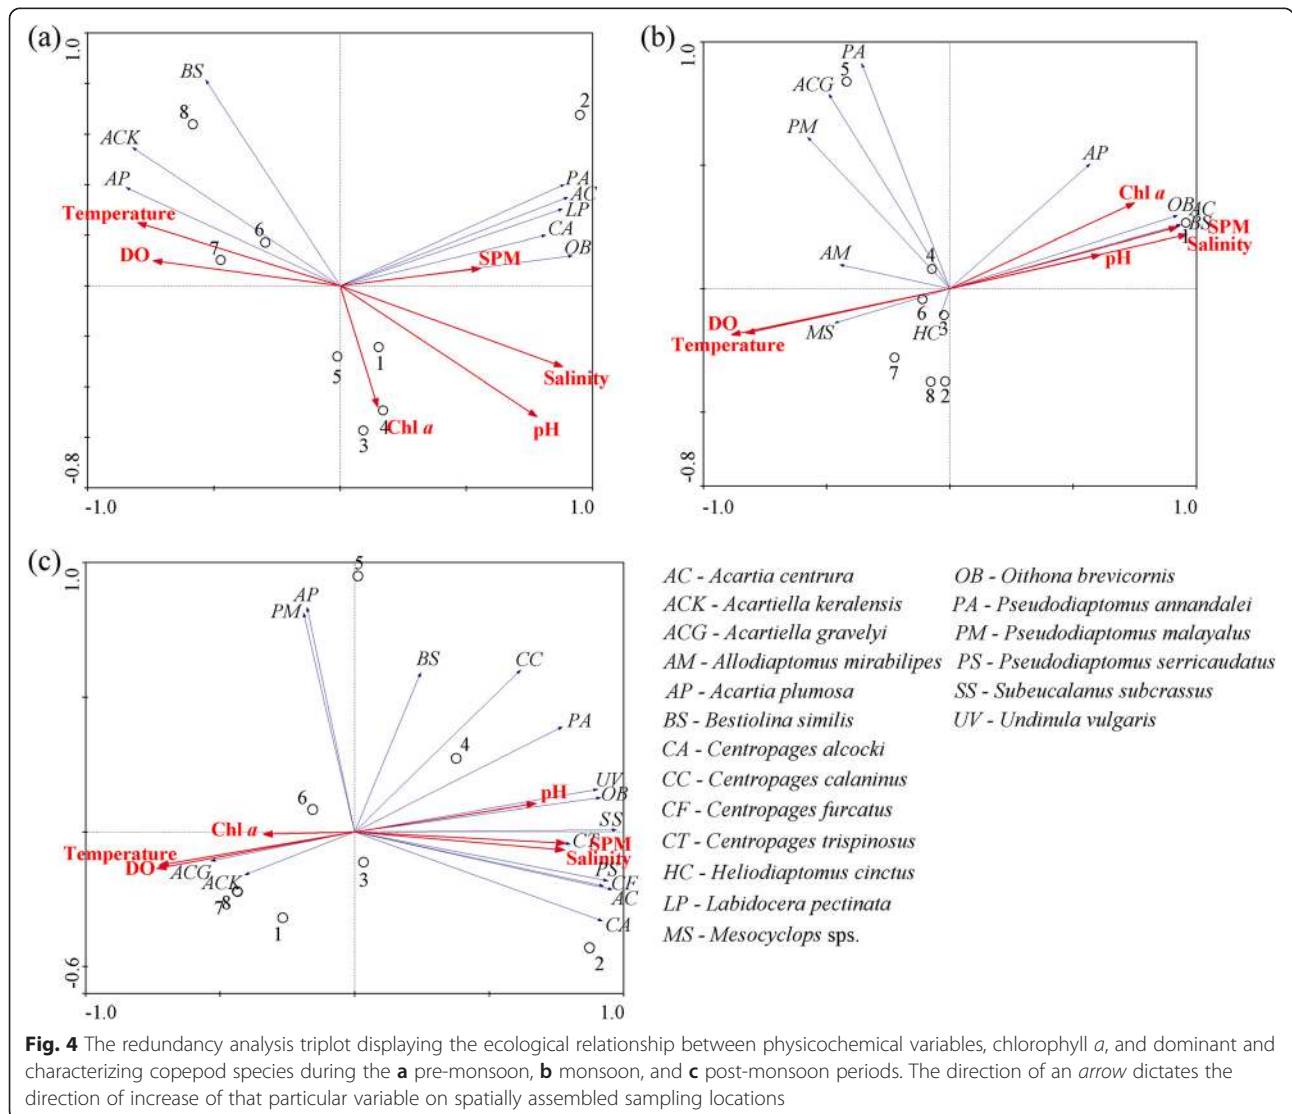 (a)
1.0
BS
8
2
ACK
AP
PA
AC
LP
CA
OB
Temperature
6
7
DO
SPM
5
1
Salinity
Chl a
4
3
pH
-0.8
-1.0
1.0
(b)
1.0
PA
5
ACG
PM
AP
Chl a
OB
AC
BS
SPM
1
Salinity
pH
4
AM
6
3
HC
MS
DO
Temperature
7
8
2
-0.8
-1.0
1.0
(c)
1.0
5
AP
PM
BS
CC
PA
4
UV
pH
OB
6
SS
Chl a
CT
SPM
Salinity
Temperature
DO
ACG
ACK
PS
CF
AC
CA
3
7
8
1
2
-0.6
-1.0
1.0
AC - Acartia centrura
ACK - Acartiella keralensis
ACG - Acartiella gravelyi
AM - Allodiaptomus mirabilipes
AP - Acartia plumosa
BS - Bestiolina similis
CA - Centropages alcocki
CC - Centropages calaninus
CF - Centropages furcatus
CT - Centropages trispinosus
HC - Heliodiaptomus cinctus
LP - Labidocera pectinata
MS - Mesocyclops sps.
OB - Oithona brevicornis
PA - Pseudodiaptomus annandalei
PM - Pseudodiaptomus malayalus
PS - Pseudodiaptomus serricaudatus
SS - Subeucalanus subcrassus
UV - Undinula vulgaris
Fig. 4 The redundancy analysis triplot displaying the ecological relationship between physicochemical variables, chlorophyll a, and dominant and
characterizing copepod species during the a pre-monsoon, b monsoon, and c post-monsoon periods. The direction of an arrow dictates the
direction of increase of that particular variable on spatially assembled sampling locations